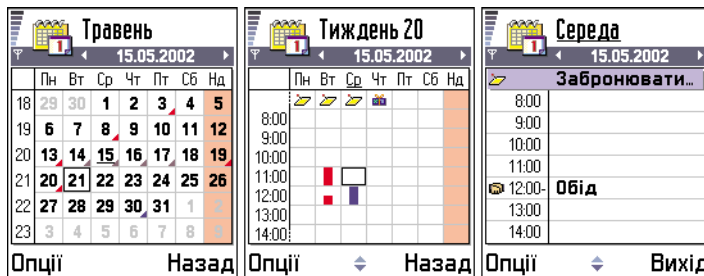 Травень
15.05.2002
Пн Вт Ср Чт Пт Сб Нд
18 29 30 1 2 3 4 5
19 6 7 8 9 10 11 12
20 13 14 15 16 17 18 19
21 20 21 22 23 24 25 26
22 27 28 29 30 31 1 2
23 3 4 5 6 7 8 9
Опції Назад
Тиждень 20
15.05.2002
Пн Вт Ср Чт Пт Сб Нд
8:00
9:00
10:00
11:00
12:00
13:00
14:00
Опції Назад
Середа
15.05.2002
Забронювати...
8:00
9:00
10:00
11:00
12:00- Обід
13:00
14:00
Опції Вихід